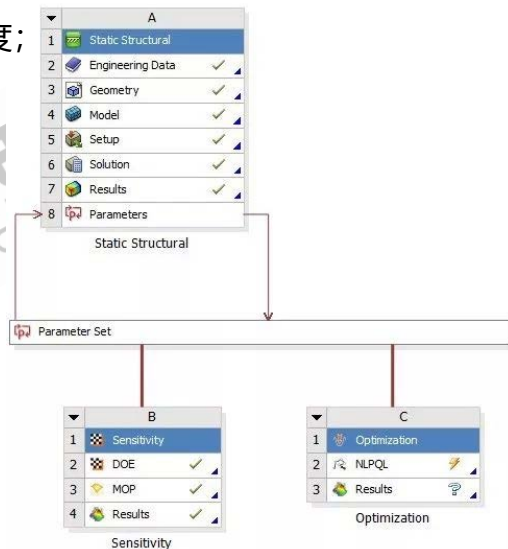 度；
A
1 Static Structural
2 Engineering Data
3 Geometry
4 Model
5 Setup
6 Solution
7 Results
8 Parameters
Static Structural
Parameter Set
B
1 Sensitivity
2 DOE
3 MOP
4 Results
Sensitivity
C
1 Optimization
2 NLPQL
3 Results
Optimization